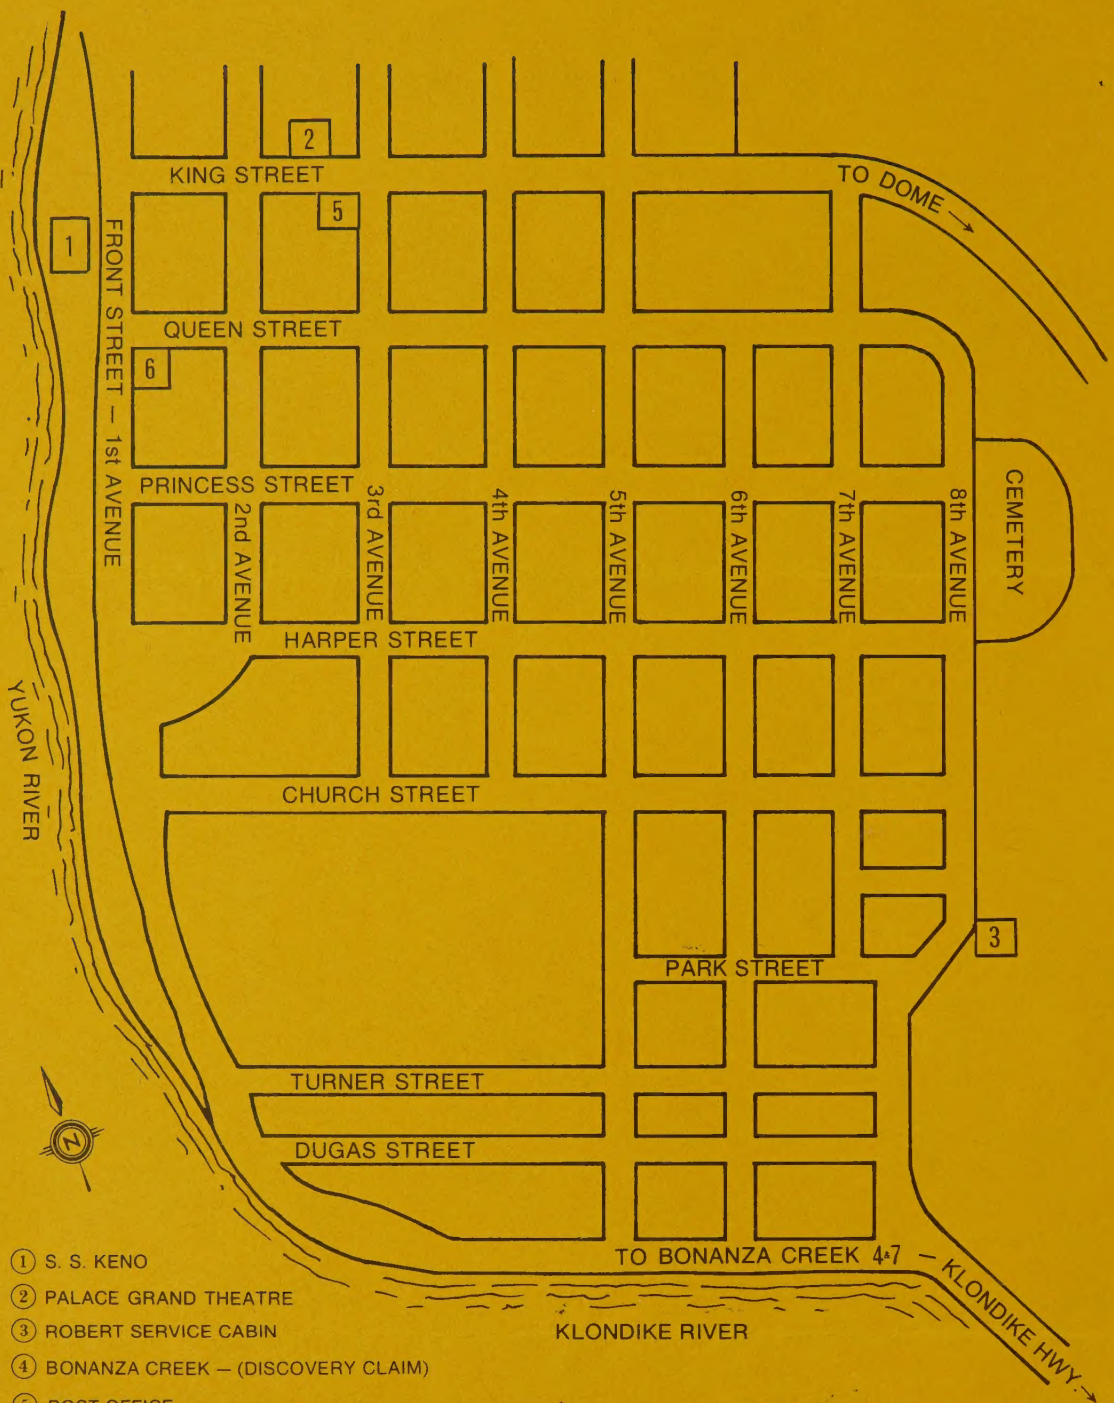 2
KING STREET
TO DOME →
5
1
FRONT STREET — 1st AVENUE
QUEEN STREET
6
PRINCESS STREET
2nd AVENUE
3rd AVENUE
4th AVENUE
5th AVENUE
6th AVENUE
7th AVENUE
8th AVENUE
CEMETERY
HARPER STREET
YUKON RIVER
CHURCH STREET
3
PARK STREET
TURNER STREET
DUGAS STREET
N
TO BONANZA CREEK 4&7 — KLONDIKE HWY. →
KLONDIKE RIVER
① S. S. KENO
② PALACE GRAND THEATRE
③ ROBERT SERVICE CABIN
④ BONANZA CREEK — (DISCOVERY CLAIM)
⑤ POST OFFICE